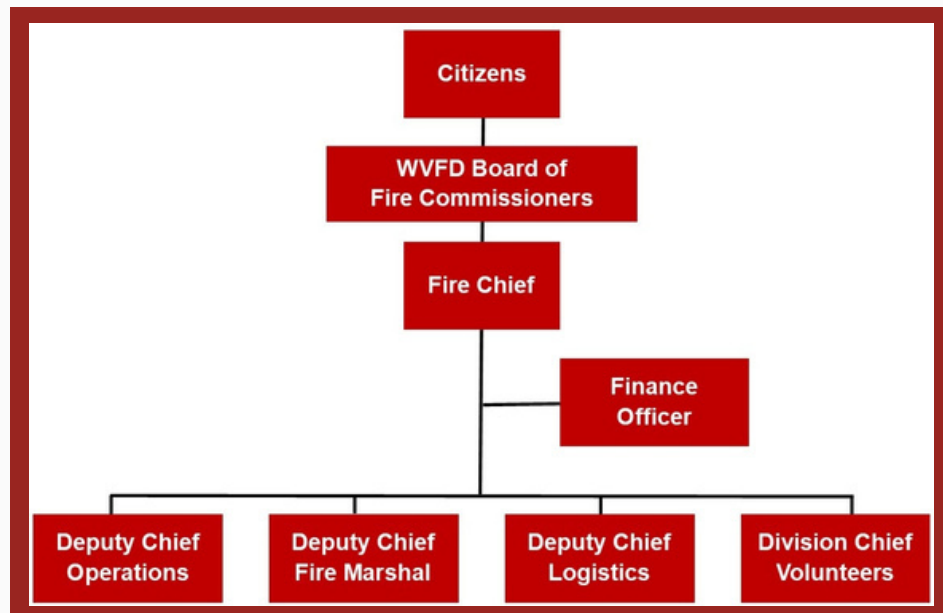 Citizens
WVFD Board of
Fire Commissioners
Fire Chief
Finance
Officer
Deputy Chief
Operations
Deputy Chief
Fire Marshal
Deputy Chief
Logistics
Division Chief
Volunteers